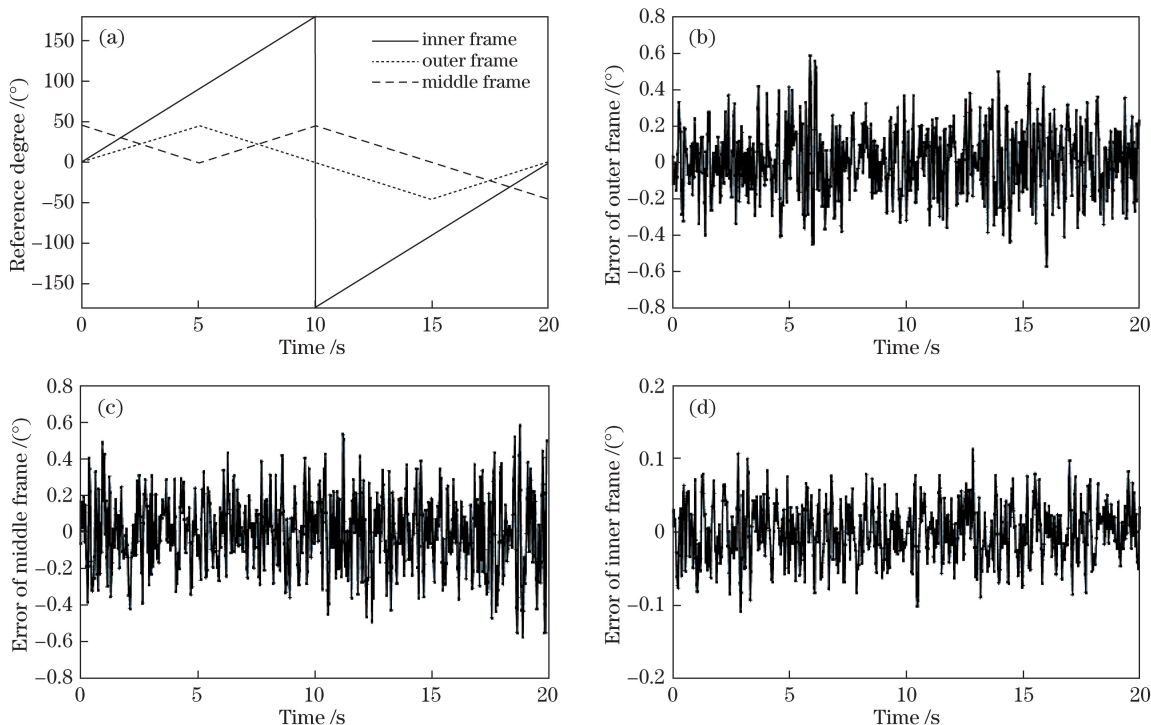 (a)
inner frame
outer frame
middle frame
150
100
50
0
−50
−100
−150
Reference degree /(°)
0 5 10 15 20
Time /s
(b)
0.8
0.6
0.4
0.2
0
−0.2
−0.4
−0.6
−0.8
Error of outer frame /(°)
0 5 10 15 20
Time /s
(c)
0.8
0.6
0.4
0.2
0
−0.2
−0.4
−0.6
−0.8
Error of middle frame /(°)
0 5 10 15 20
Time /s
(d)
0.2
0.1
0
−0.1
−0.2
Error of inner frame /(°)
0 5 10 15 20
Time /s